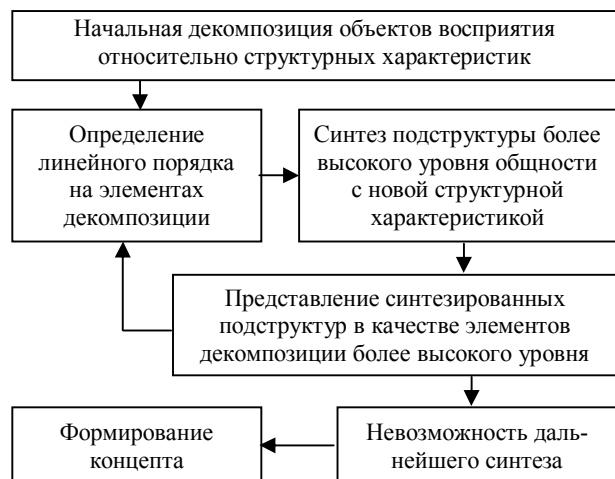 Начальная декомпозиция объектов восприятия
относительно структурных характеристик
Определение
линейного порядка
на элементах
декомпозиции
Синтез подструктуры более
высокого уровня общности
с новой структурной
характеристикой
Представление синтезированных
подструктур в качестве элементов
декомпозиции более высокого уровня
Формирование
концепта
Невозможность даль-
нейшего синтеза